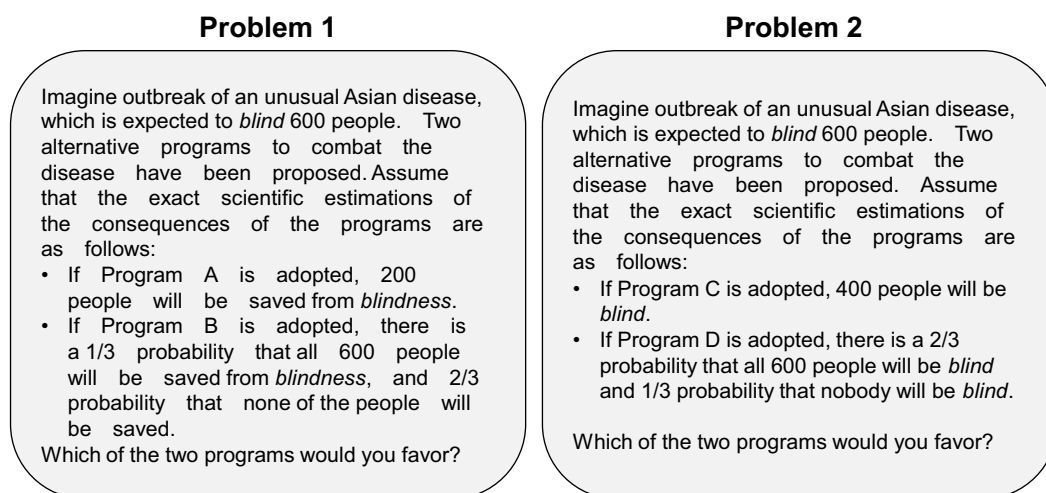 Problem 1
Imagine outbreak of an unusual Asian disease,
which is expected to blind 600 people. Two
alternative programs to combat the
disease have been proposed. Assume
that the exact scientific estimations of
the consequences of the programs are
as follows:
• If Program A is adopted, 200
people will be saved from blindness.
• If Program B is adopted, there is
a 1/3 probability that all 600 people
will be saved from blindness, and 2/3
probability that none of the people will
be saved.
Which of the two programs would you favor?
Problem 2
Imagine outbreak of an unusual Asian disease,
which is expected to blind 600 people. Two
alternative programs to combat the
disease have been proposed. Assume
that the exact scientific estimations of
the consequences of the programs are
as follows:
• If Program C is adopted, 400 people will be
blind.
• If Program D is adopted, there is a 2/3
probability that all 600 people will be blind
and 1/3 probability that nobody will be blind.
Which of the two programs would you favor?